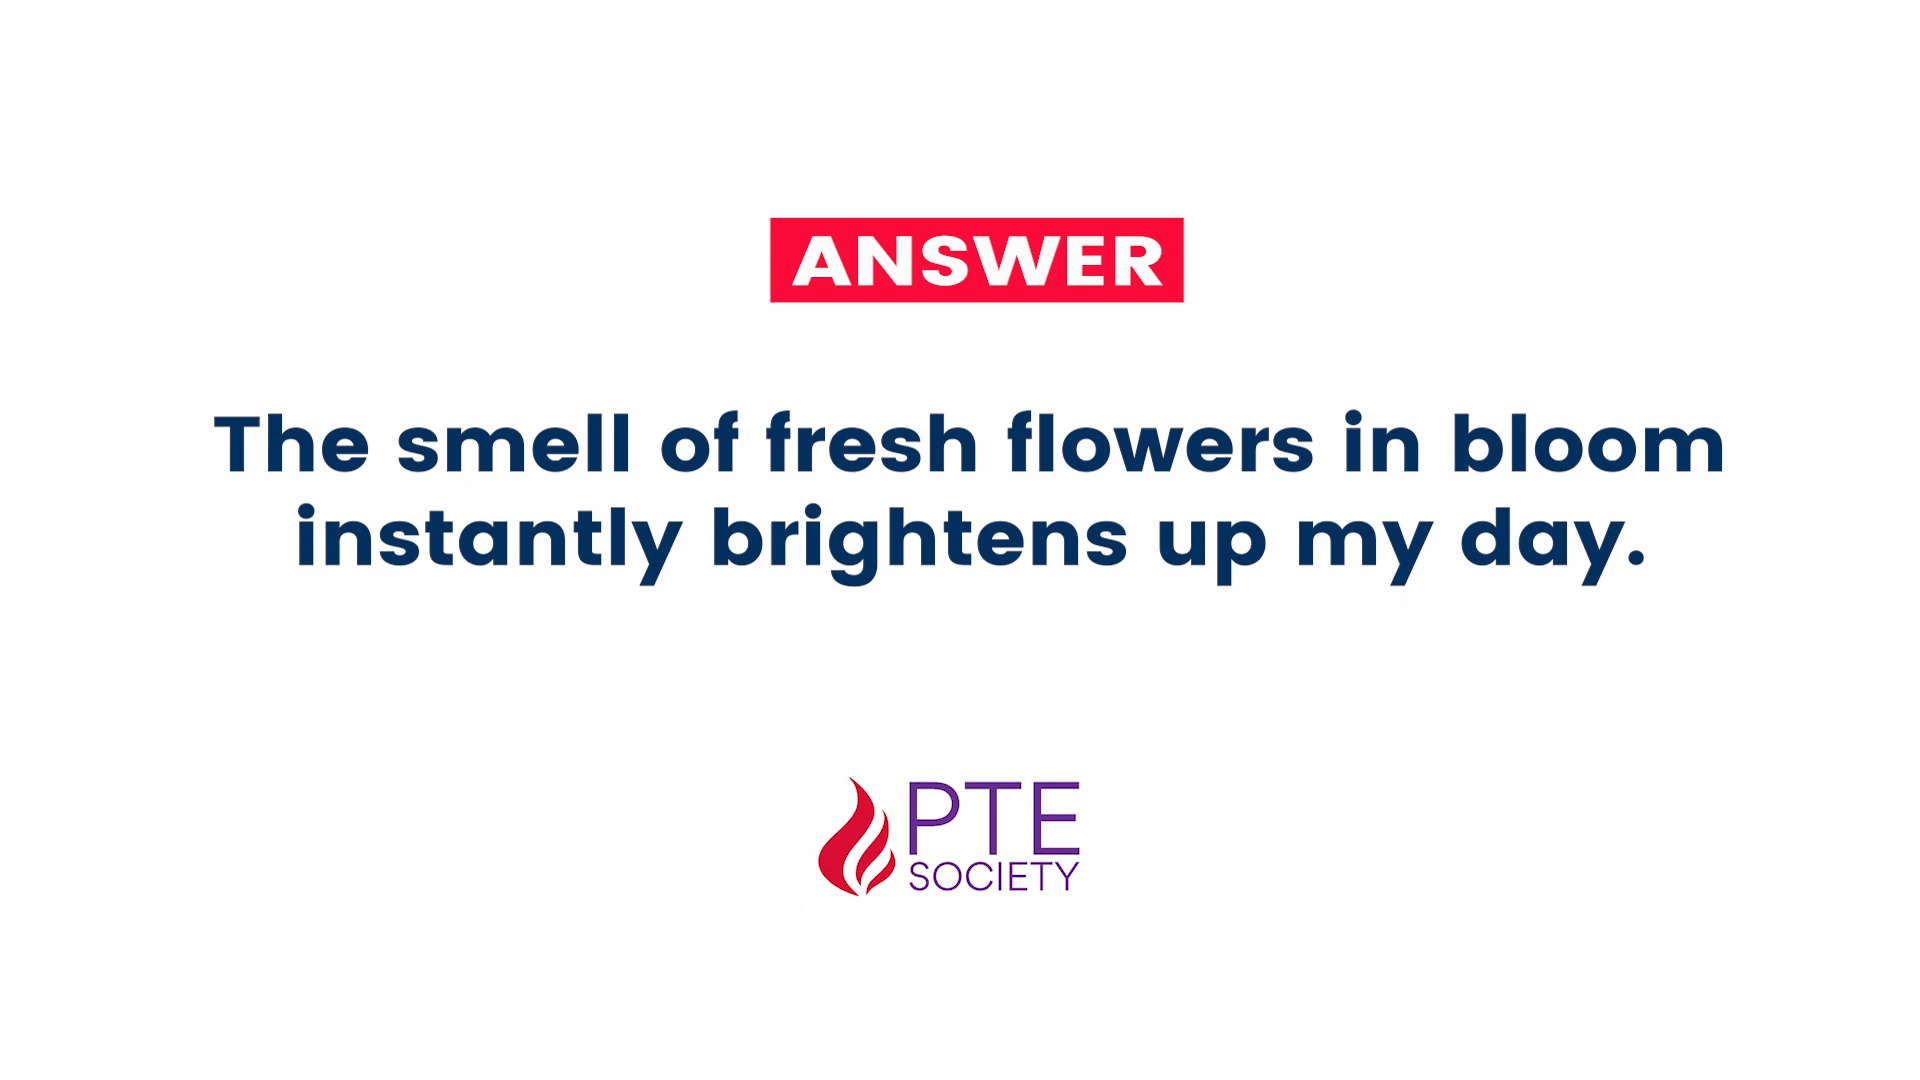 ANSWER
The smell of fresh flowers in bloom
instantly brightens up my day.
PTE
SOCIETY